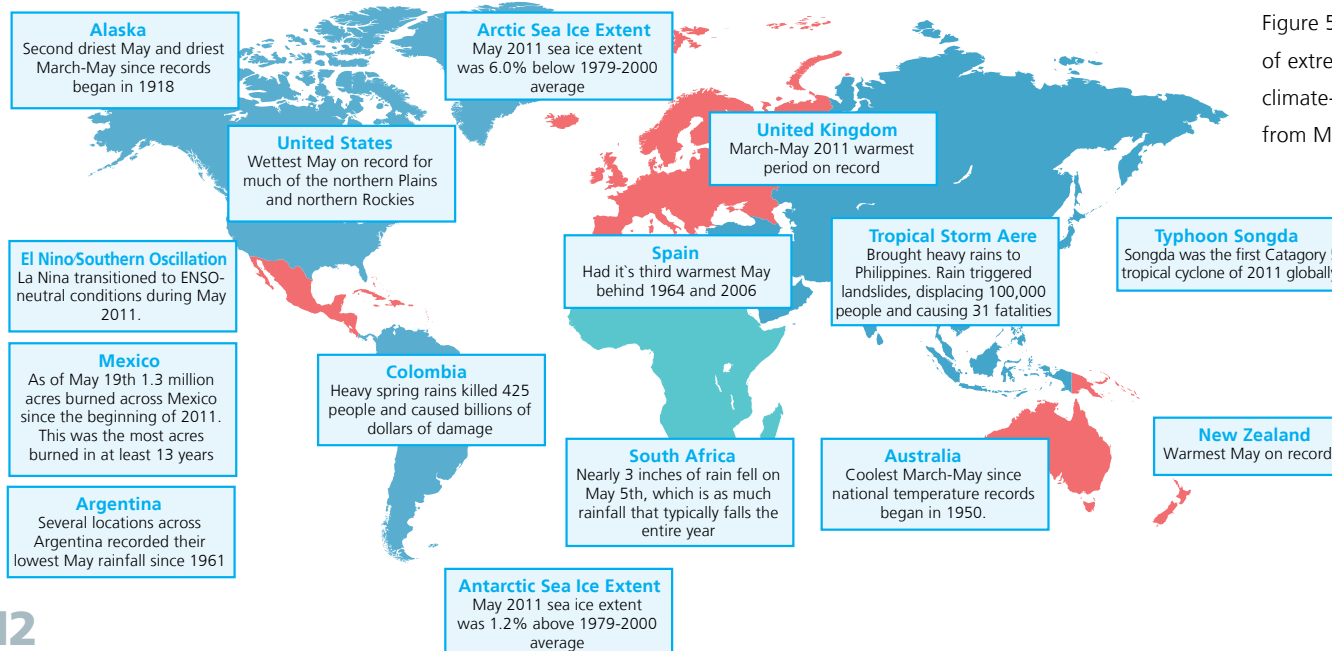 Alaska
Second driest May and driest
March-May since records
began in 1918
Arctic Sea Ice Extent
May 2011 sea ice extent
was 6.0% below 1979-2000
average
Figure 5
of extre
climate-
from M
United States
Wettest May on record for
much of the northern Plains
and northern Rockies
United Kingdom
March-May 2011 warmest
period on record
El Nino/Southern Oscillation
La Nina transitioned to ENSO-
neutral conditions during May
2011.
Spain
Had it`s third warmest May
behind 1964 and 2006
Tropical Storm Aere
Brought heavy rains to
Philippines. Rain triggered
landslides, displacing 100,000
people and causing 31 fatalities
Typhoon Songda
Songda was the first Catagory 5
tropical cyclone of 2011 globally
Mexico
As of May 19th 1.3 million
acres burned across Mexico
since the beginning of 2011.
This was the most acres
burned in at least 13 years
Colombia
Heavy spring rains killed 425
people and caused billions of
dollars of damage
South Africa
Nearly 3 inches of rain fell on
May 5th, which is as much
rainfall that typically falls the
entire year
Australia
Coolest March-May since
national temperature records
began in 1950.
New Zealand
Warmest May on record
Argentina
Several locations across
Argentina recorded their
lowest May rainfall since 1961
Antarctic Sea Ice Extent
May 2011 sea ice extent
was 1.2% above 1979-2000
average
12